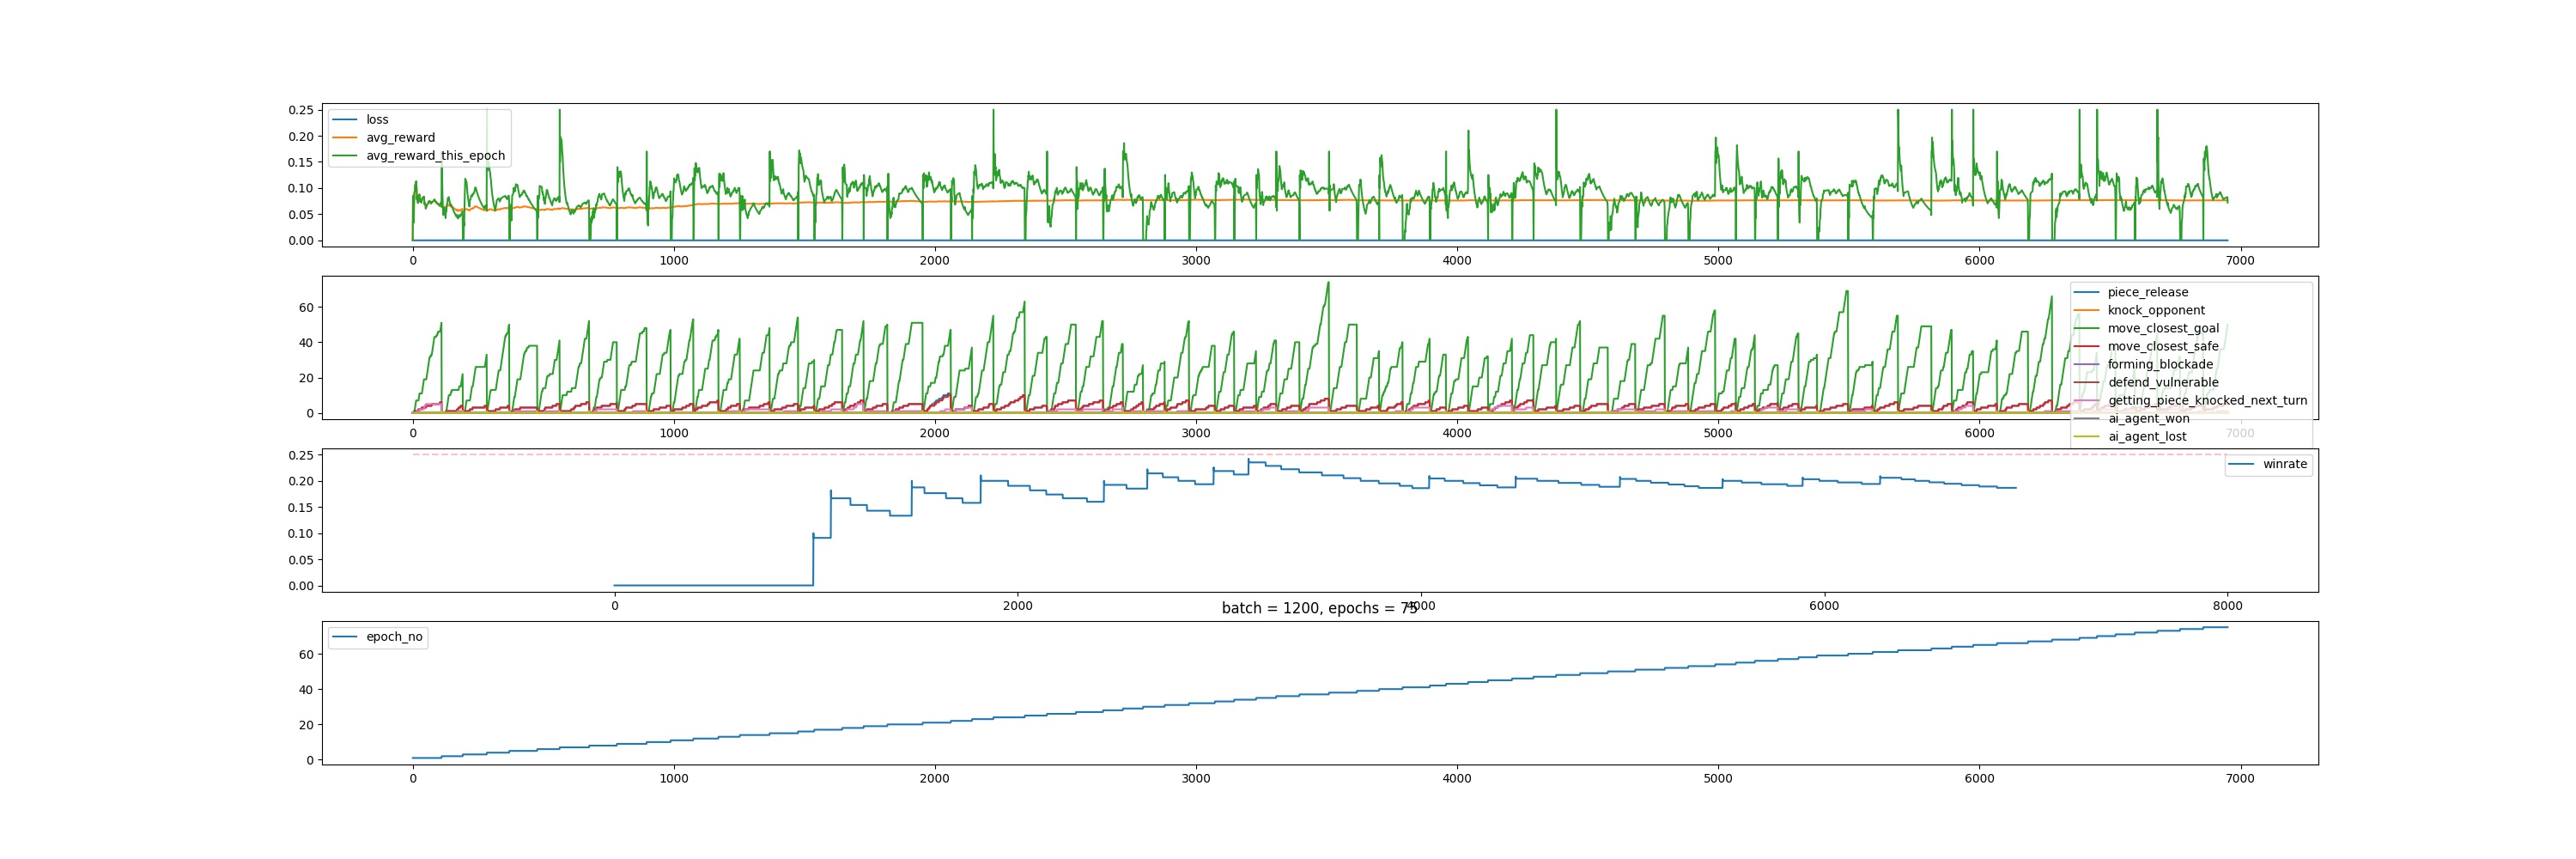 0.25
0.20
0.15
0.10
0.05
0.00
loss
avg_reward
avg_reward_this_epoch
0 1000 2000 3000 4000 5000 6000 7000
60
40
20
0
piece_release
knock_opponent
move_closest_goal
move_closest_safe
forming_blockade
defend_vulnerable
getting_piece_knocked_next_turn
ai_agent_won
ai_agent_lost
0 1000 2000 3000 4000 5000 6000 7000
0.25
0.20
0.15
0.10
0.05
0.00
winrate
0 2000 4000 6000 8000
batch = 1200, epochs = 75
60
40
20
0
epoch_no
0 1000 2000 3000 4000 5000 6000 7000